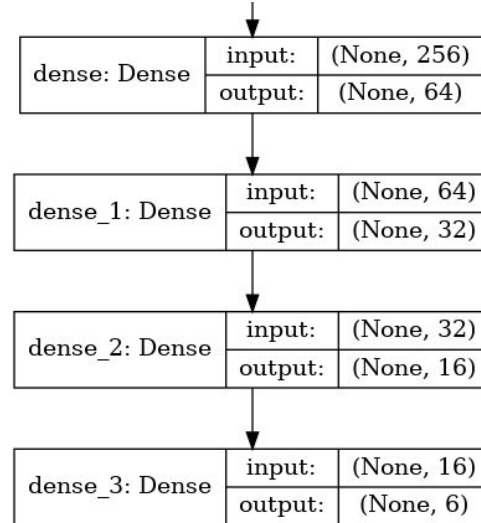 dense: Dense input: (None, 256)
output: (None, 64)
dense_1: Dense input: (None, 64)
output: (None, 32)
dense_2: Dense input: (None, 32)
output: (None, 16)
dense_3: Dense input: (None, 16)
output: (None, 6)